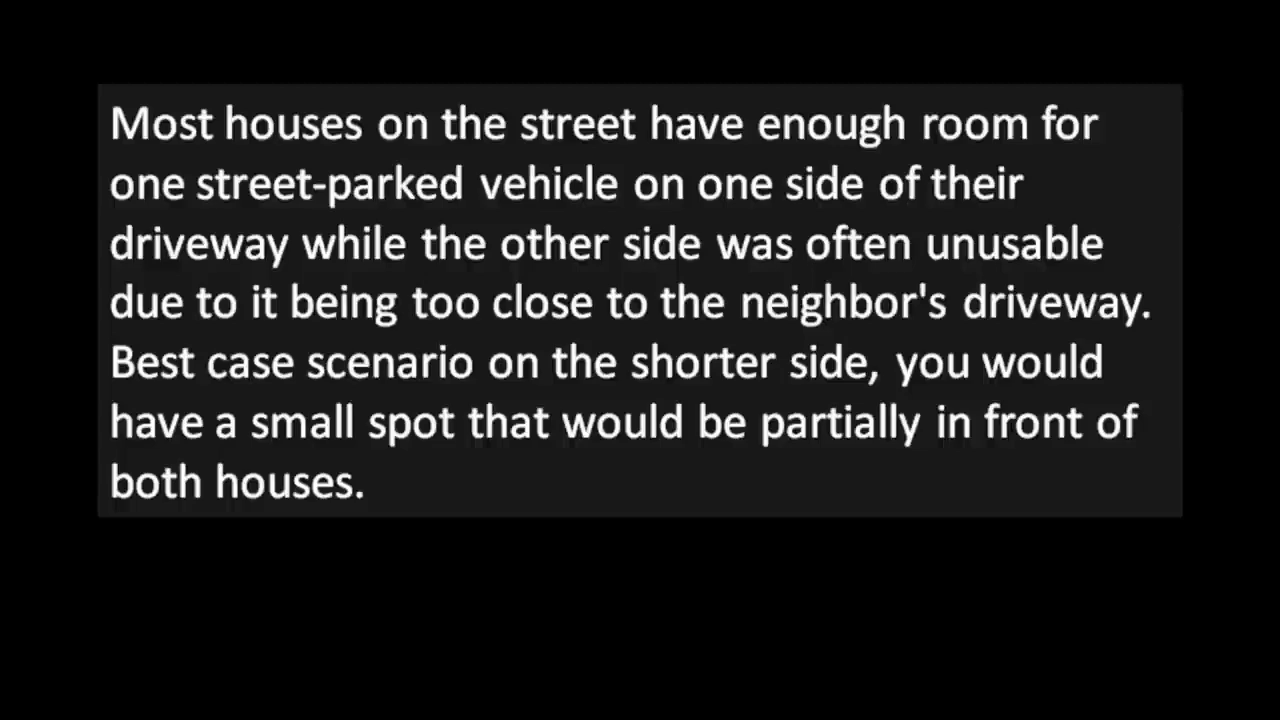 Most houses on the street have enough room for
one street-parked vehicle on one side of their
driveway while the other side was often unusable
due to it being too close to the neighbor's driveway.
Best case scenario on the shorter side, you would
have a small spot that would be partially in front of
both houses.